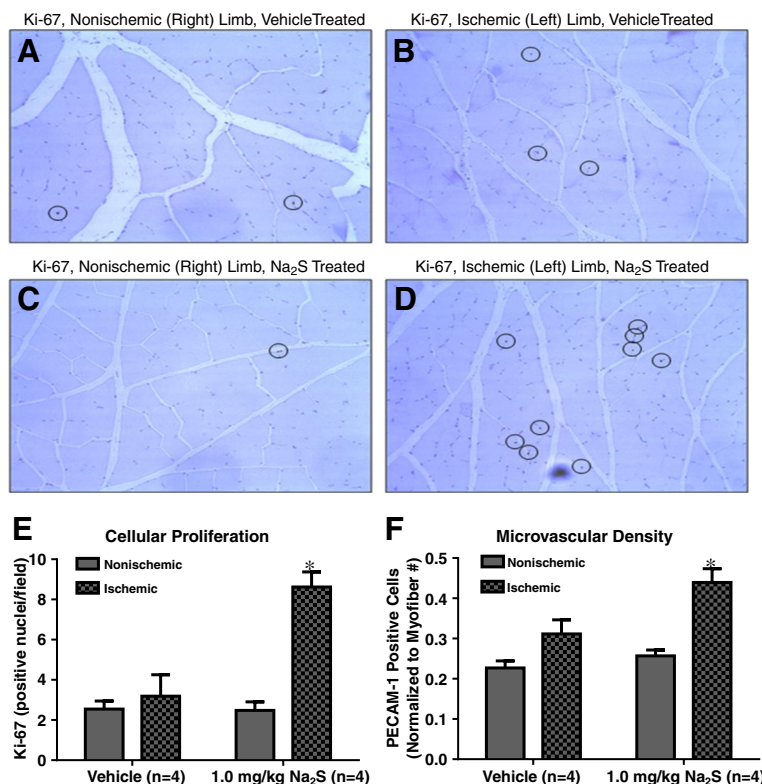 Ki-67, Nonischemic (Right) Limb, VehicleTreated
A
Ki-67, Ischemic (Left) Limb, VehicleTreated
B
Ki-67, Nonischemic (Right) Limb, Na₂S Treated
C
Ki-67, Ischemic (Left) Limb, Na₂S Treated
D
E
Cellular Proliferation
Ki-67 (positive nuclei/field)
10
8
6
4
2
0
Nonischemic
Ischemic
*
Vehicle (n=4)
1.0 mg/kg Na₂S (n=4)
F
Microvascular Density
PECAM-1 Positive Cells
(Normalized to Myofiber #)
0.5
0.4
0.3
0.2
0.1
0.0
Nonischemic
Ischemic
*
Vehicle (n=4)
1.0 mg/kg Na₂S (n=4)